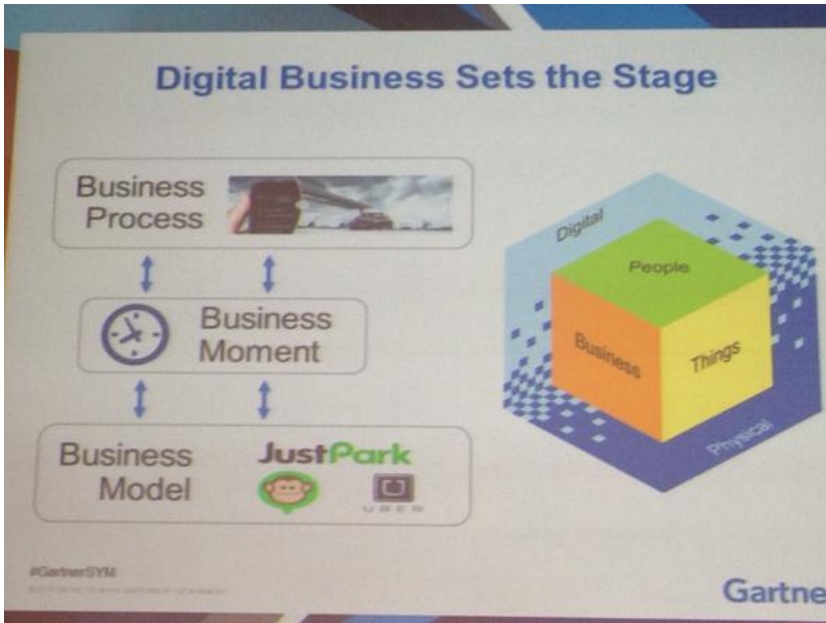 Digital Business Sets the Stage
Business
Process
Business
Moment
Business
Model
JustPark
UBER
Digital
People
Business
Things
Physical
#GartnerSYM
Gartne